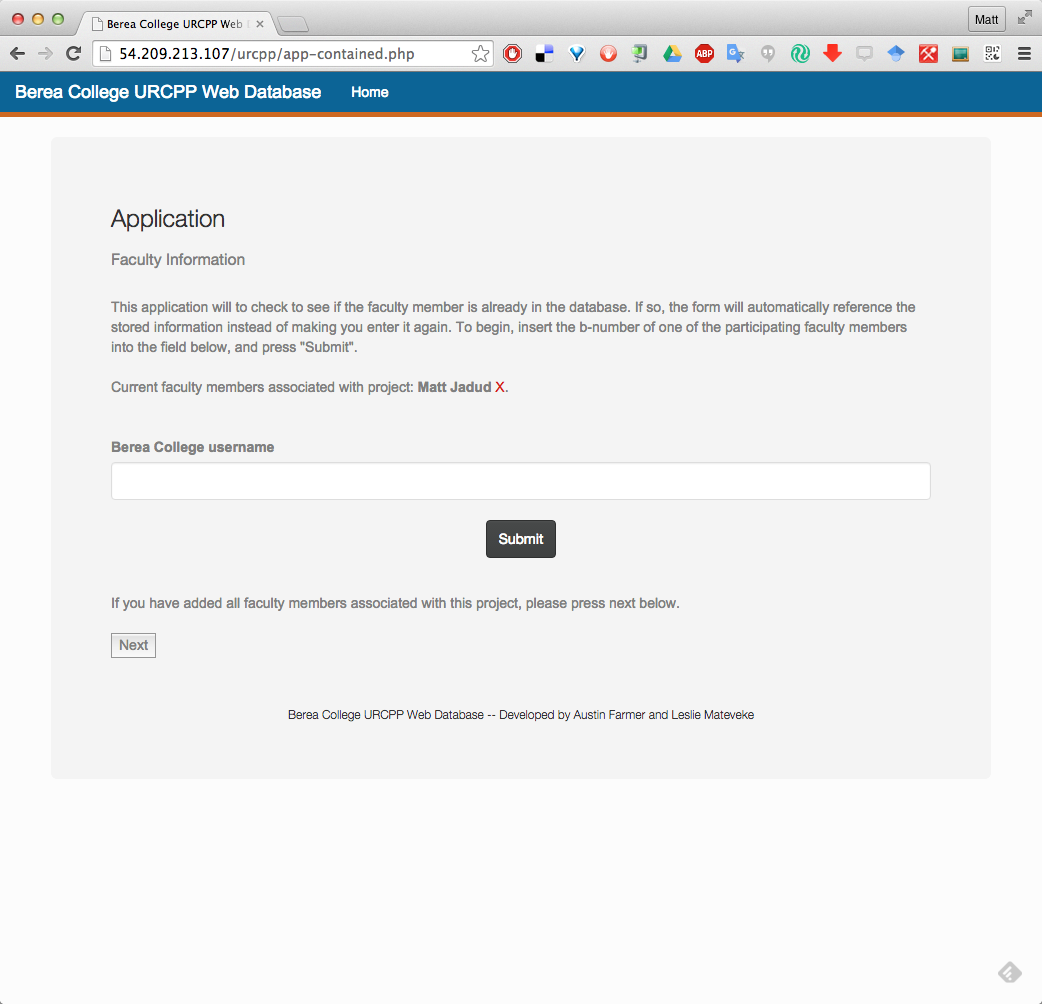 Berea College URCPP Web
Matt
54.209.213.107/urcpp/app-contained.php
ABP
Berea College URCPP Web Database
Home
Application
Faculty Information
This application will to check to see if the faculty member is already in the database. If so, the form will automatically reference the
stored information instead of making you enter it again. To begin, insert the b-number of one of the participating faculty members
into the field below, and press "Submit".
Current faculty members associated with project: Matt Jadud X.
Berea College username
Submit
If you have added all faculty members associated with this project, please press next below.
Next
Berea College URCPP Web Database -- Developed by Austin Farmer and Leslie Mateveke